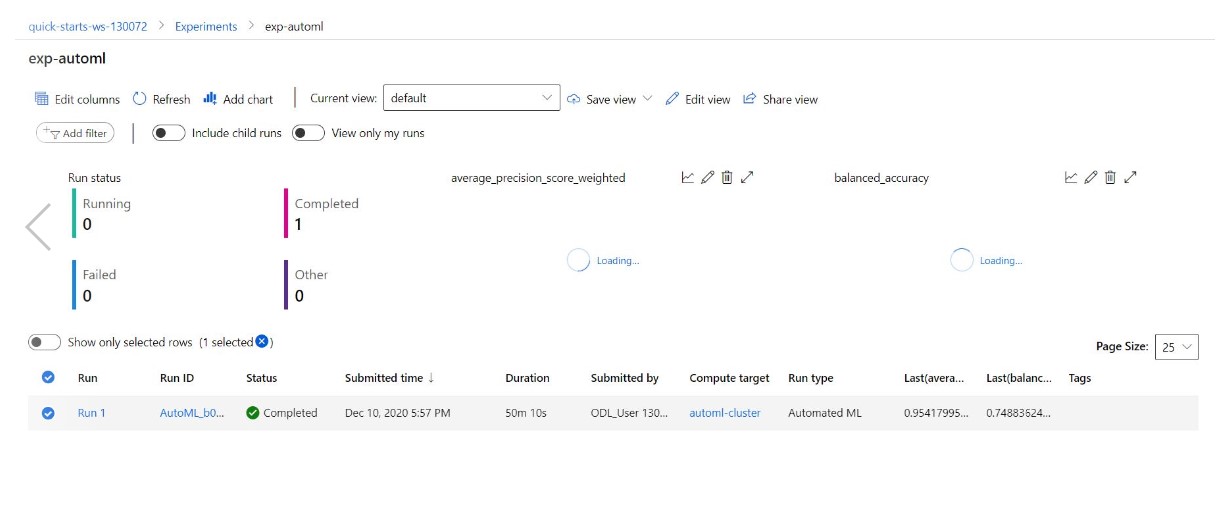 quick-starts-ws-130072 > Experiments > exp-automl
exp-automl
Edit columns Refresh Add chart Current view: default Save view Edit view Share view
Add filter Include child runs View only my runs
Run status average_precision_score_weighted balanced_accuracy
Running Completed
0 1
Loading... Loading...
Failed Other
0 0
Show only selected rows (1 selected )
Page Size: 25
Run Run ID Status Submitted time ↓ Duration Submitted by Compute target Run type Last(avera... Last(balanc... Tags
Run 1 AutoML_b0... Completed Dec 10, 2020 5:57 PM 50m 10s ODL_User 130... automl-cluster Automated ML 0.95417995... 0.74883624...